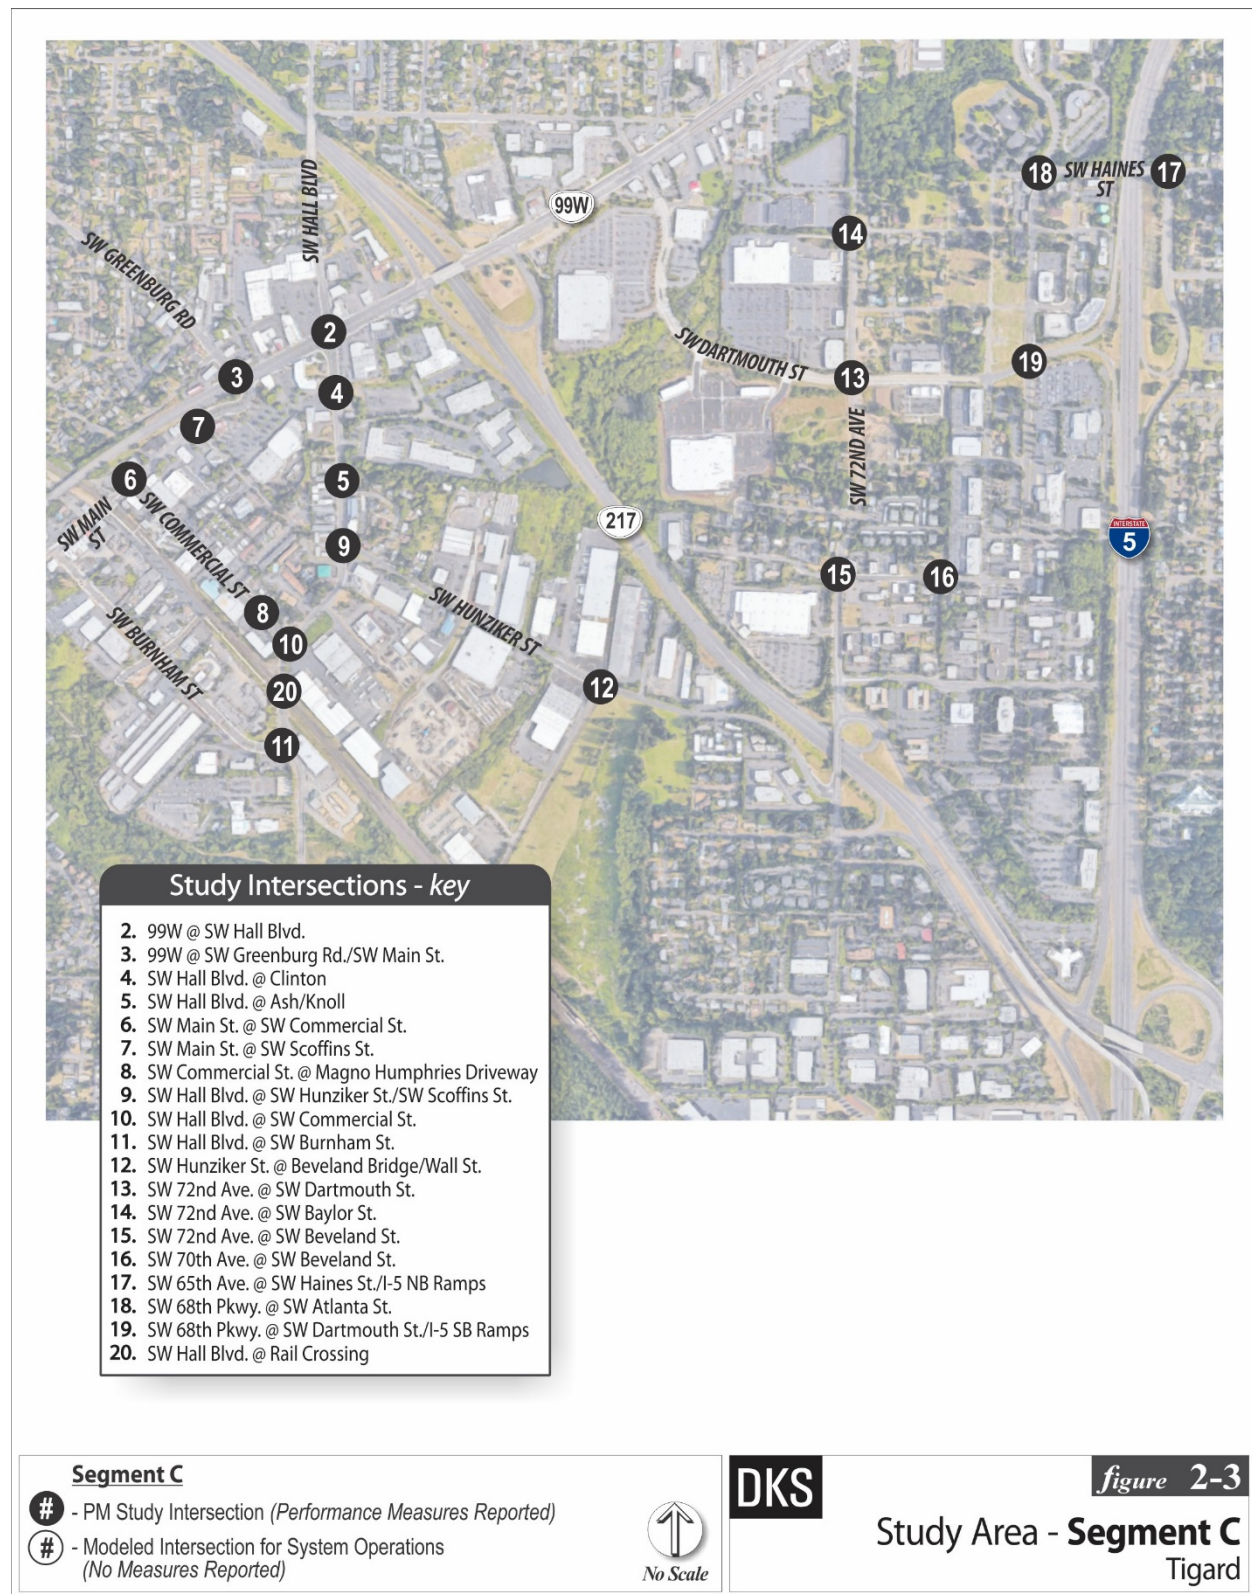 SW HALL BLVD
99W
18
SW HAINES
ST
17
14
SW GREENBURG RD
2
SW DARTMOUTH ST
19
3
13
4
7
SW 72ND AVE
6
5
SW MAIN
ST
SW COMMERCIAL ST
217
INTERSTATE
5
9
15
16
SW HUNZIKER ST
8
SW BURNHAM ST
10
12
20
11
Study Intersections - key
2. 99W @ SW Hall Blvd.
3. 99W @ SW Greenburg Rd./SW Main St.
4. SW Hall Blvd. @ Clinton
5. SW Hall Blvd. @ Ash/Knoll
6. SW Main St. @ SW Commercial St.
7. SW Main St. @ SW Scoffins St.
8. SW Commercial St. @ Magno Humphries Driveway
9. SW Hall Blvd. @ SW Hunziker St./SW Scoffins St.
10. SW Hall Blvd. @ SW Commercial St.
11. SW Hall Blvd. @ SW Burnham St.
12. SW Hunziker St. @ Beveland Bridge/Wall St.
13. SW 72nd Ave. @ SW Dartmouth St.
14. SW 72nd Ave. @ SW Baylor St.
15. SW 72nd Ave. @ SW Beveland St.
16. SW 70th Ave. @ SW Beveland St.
17. SW 65th Ave. @ SW Haines St./I-5 NB Ramps
18. SW 68th Pkwy. @ SW Atlanta St.
19. SW 68th Pkwy. @ SW Dartmouth St./I-5 SB Ramps
20. SW Hall Blvd. @ Rail Crossing
Segment C
# - PM Study Intersection (Performance Measures Reported)
# - Modeled Intersection for System Operations
(No Measures Reported)
No Scale
DKS
figure 2-3
Study Area - Segment C
Tigard